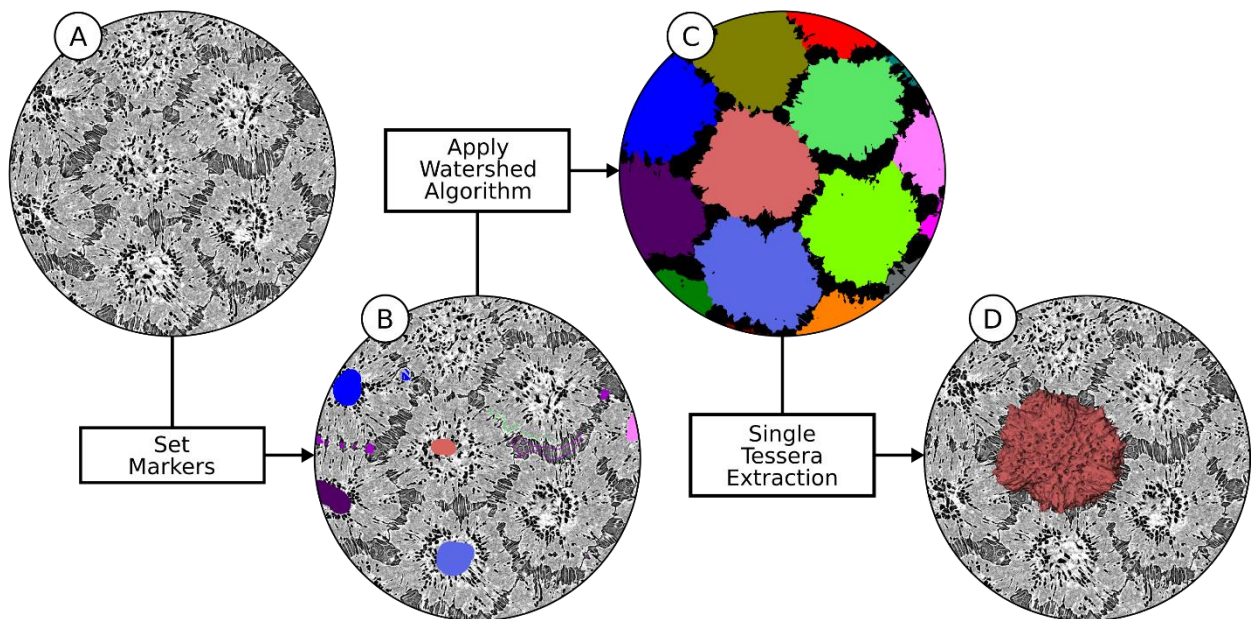 A
C
Apply
Watershed
Algorithm
B
D
Set
Markers
Single
Tessera
Extraction